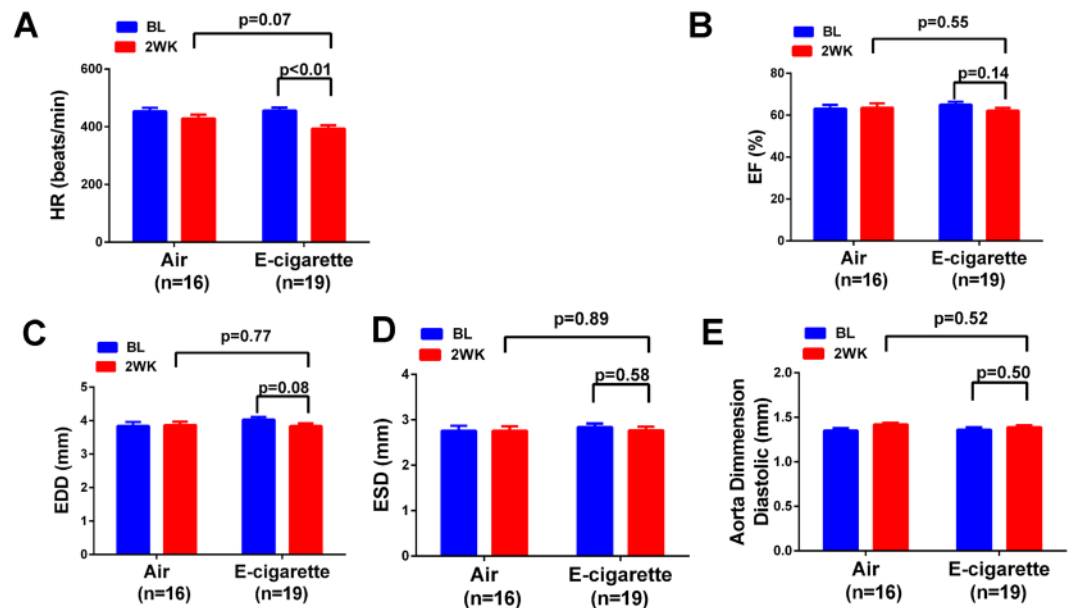 A
BL
2WK
p=0.07
p<0.01
HR (beats/min)
600
400
200
0
Air
(n=16)
E-cigarette
(n=19)
B
BL
2WK
p=0.55
p=0.14
EF (%)
80
60
40
20
0
Air
(n=16)
E-cigarette
(n=19)
C
BL
2WK
p=0.77
p=0.08
EDD (mm)
5
4
3
2
1
0
Air
(n=16)
E-cigarette
(n=19)
D
BL
2WK
p=0.89
p=0.58
ESD (mm)
4
3
2
1
0
Air
(n=16)
E-cigarette
(n=19)
E
BL
2WK
p=0.52
p=0.50
Aorta Dimmension
Diastolic (mm)
2.0
1.5
1.0
0.5
0.0
Air
(n=16)
E-cigarette
(n=19)